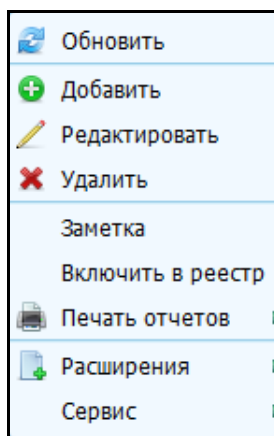 Обновить
Добавить
Редактировать
Удалить
Заметка
Включить в реестр
Печать отчетов
Расширения
Сервис